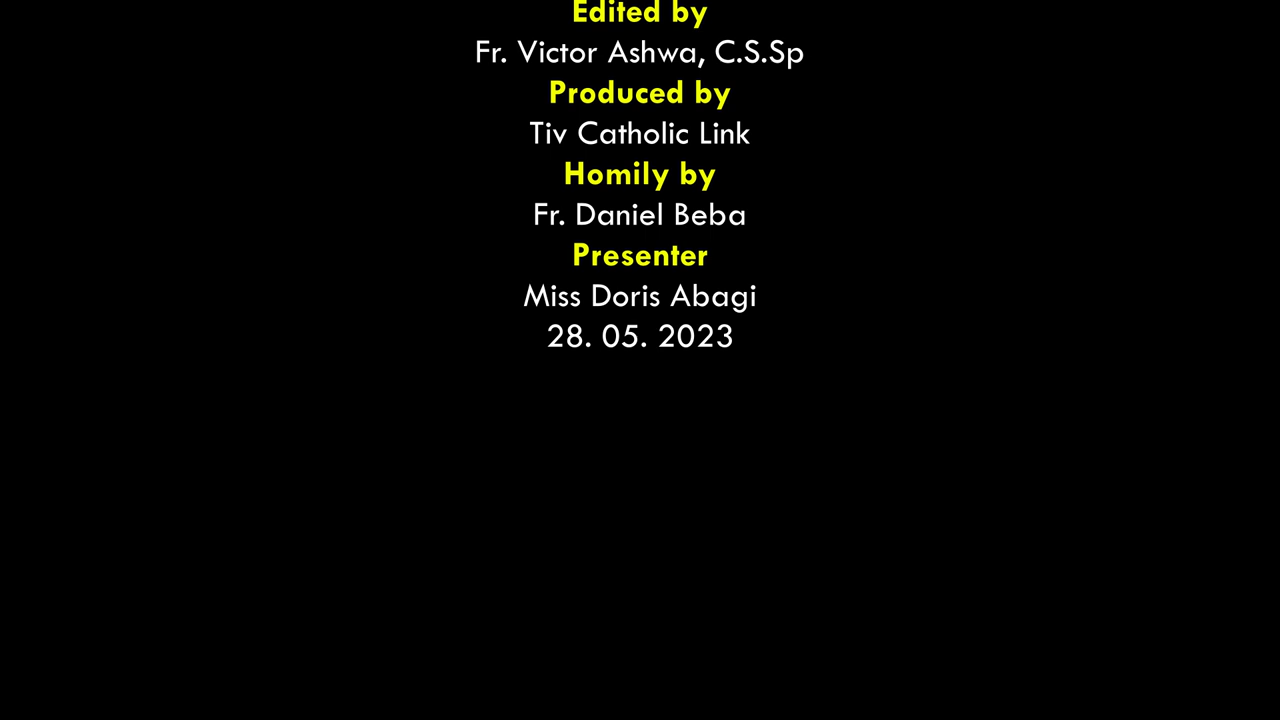 Edited by
Fr. Victor Ashwa, C.S.Sp
Produced by
Tiv Catholic Link
Homily by
Fr. Daniel Beba
Presenter
Miss Doris Abagi
28. 05. 2023